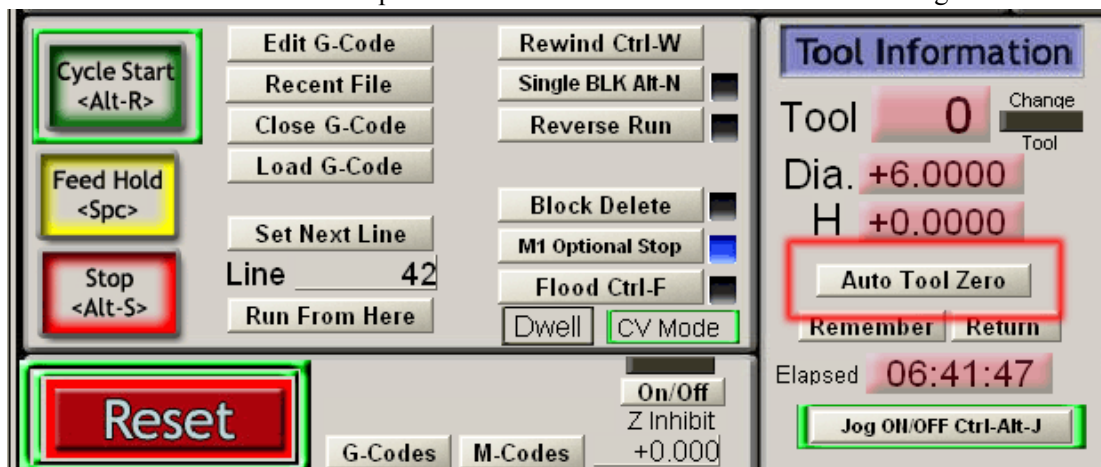 Cycle Start
<Alt-R>
Feed Hold
<Spc>
Stop
<Alt-S>
Edit G-Code
Recent File
Close G-Code
Load G-Code
Set Next Line
Line 42
Run From Here
Rewind Ctrl-W
Single BLK Alt-N
Reverse Run
Block Delete
M1 Optional Stop
Flood Ctrl-F
Dwell CV Mode
Tool Information
Tool 0 Change
Tool
Dia. +6.0000
H +0.0000
Auto Tool Zero
Remember Return
Elapsed 06:41:47
Jog ON/OFF Ctrl-Alt-J
Reset
On/Off
Z Inhibit
+0.000
G-Codes M-Codes